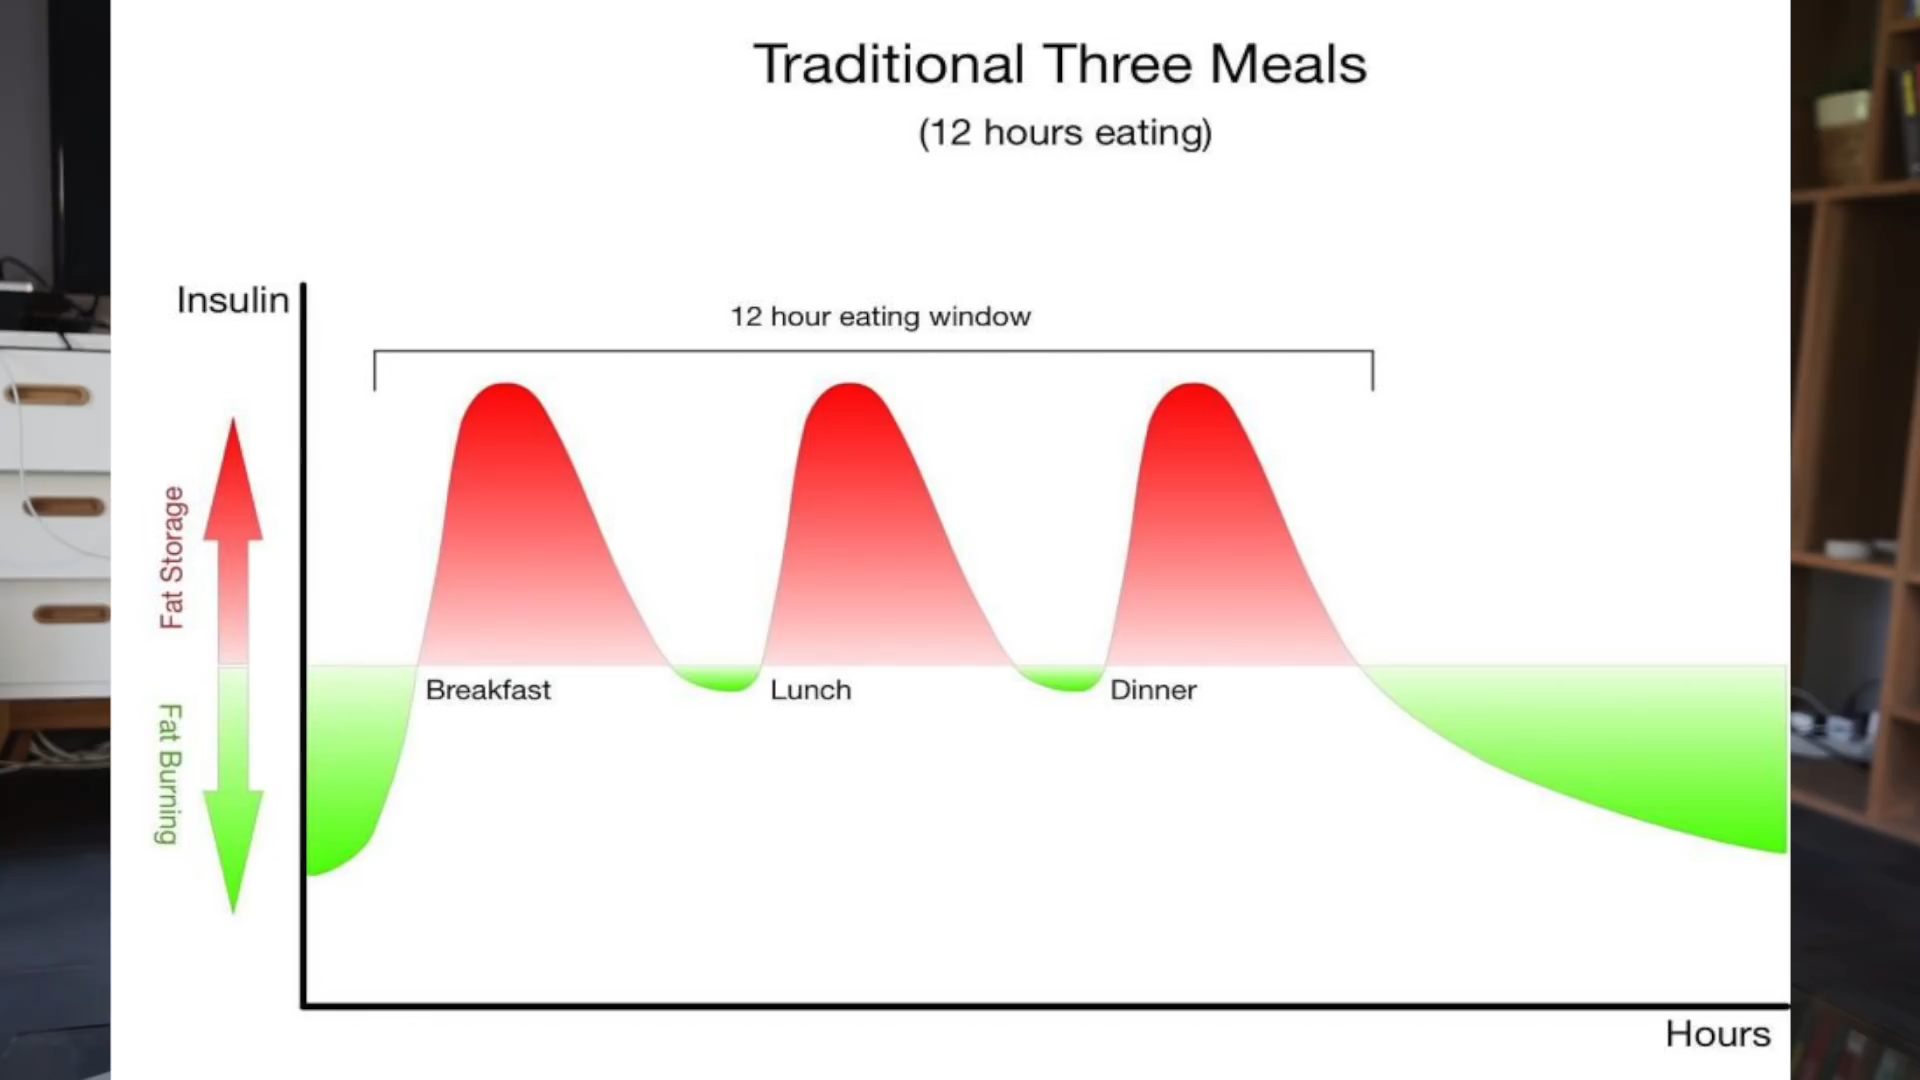 Traditional Three Meals
(12 hours eating)
Insulin
12 hour eating window
Fat Storage
Fat Burning
Breakfast
Lunch
Dinner
Hours